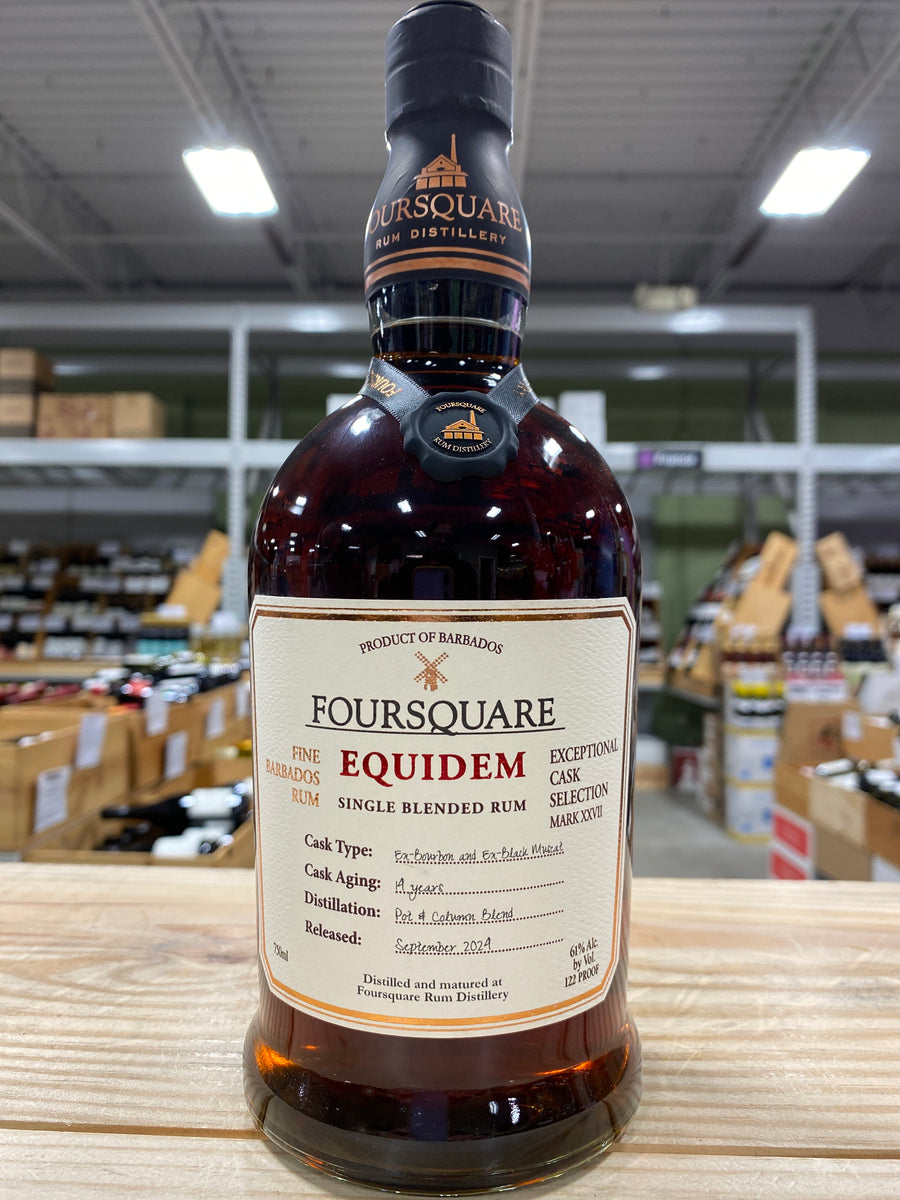 FOURSQUARE
RUM DISTILLERY
FOURSQUARE
RUM DISTILLERY
PRODUCT OF BARBADOS
FOURSQUARE
FINE
BARBADOS
RUM
EQUIDEM
SINGLE BLENDED RUM
EXCEPTIONAL
CASK
SELECTION
MARK XXVII
Cask Type: Ex-Bourbon and Ex-Black Muscat
Cask Aging: 14 years
Distillation: Pot & Column Blend
Released: September 2024
750ml
61% Alc.
by Vol.
122 PROOF
Distilled and matured at
Foursquare Rum Distillery